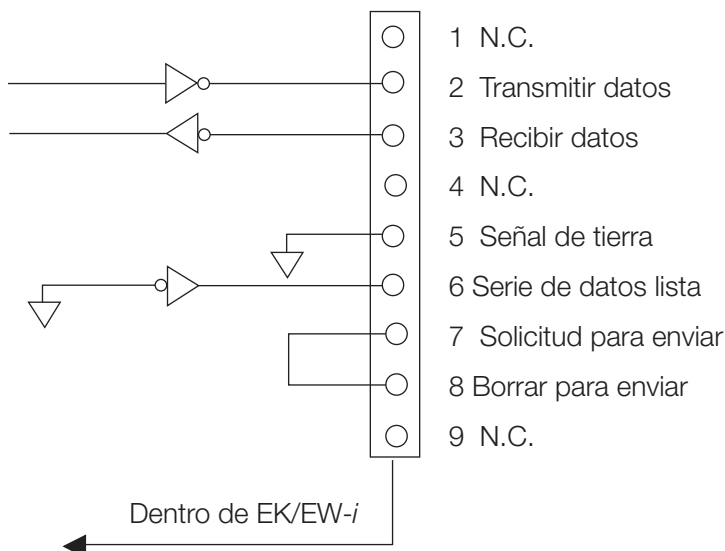 1 N.C.
2 Transmitir datos
3 Recibir datos
4 N.C.
5 Señal de tierra
6 Serie de datos lista
7 Solicitud para enviar
8 Borrar para enviar
9 N.C.
Dentro de EK/EW-i